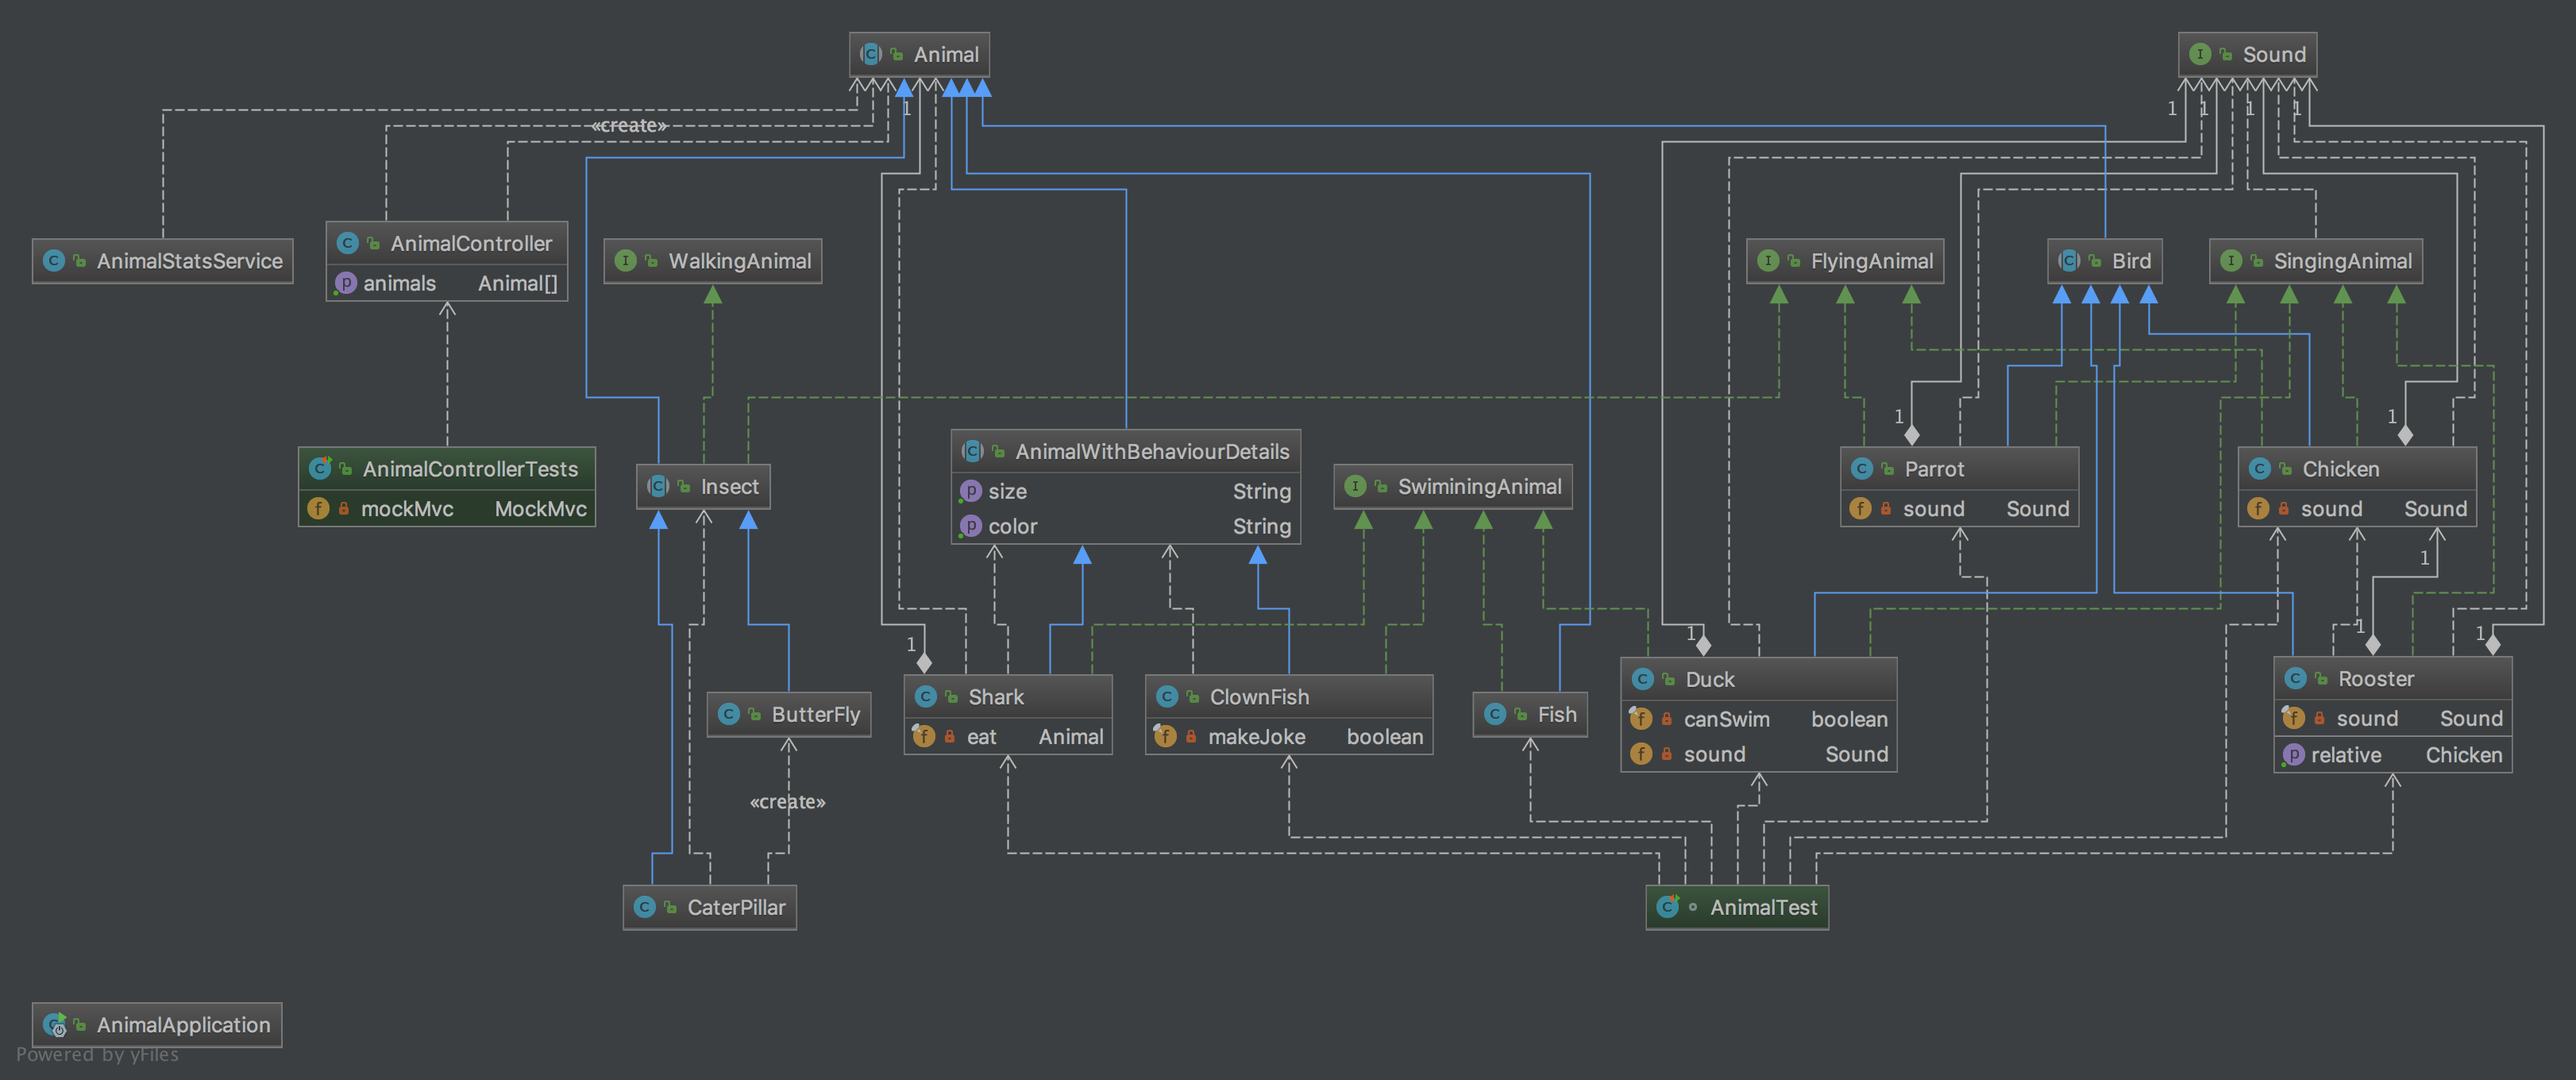 Animal
Sound
1
1
1
1
1
«create»
AnimalStatsService
AnimalController
animals Animal[]
WalkingAnimal
FlyingAnimal
Bird
SingingAnimal
1
1
AnimalControllerTests
mockMvc MockMvc
Insect
AnimalWithBehaviourDetails
size String
color String
SwiminingAnimal
Parrot
sound Sound
Chicken
sound Sound
1
1
1
1
1
ButterFly
Shark
eat Animal
ClownFish
makeJoke boolean
Fish
Duck
canSwim boolean
sound Sound
Rooster
sound Sound
relative Chicken
«create»
CaterPillar
AnimalTest
AnimalApplication
Powered by yFiles